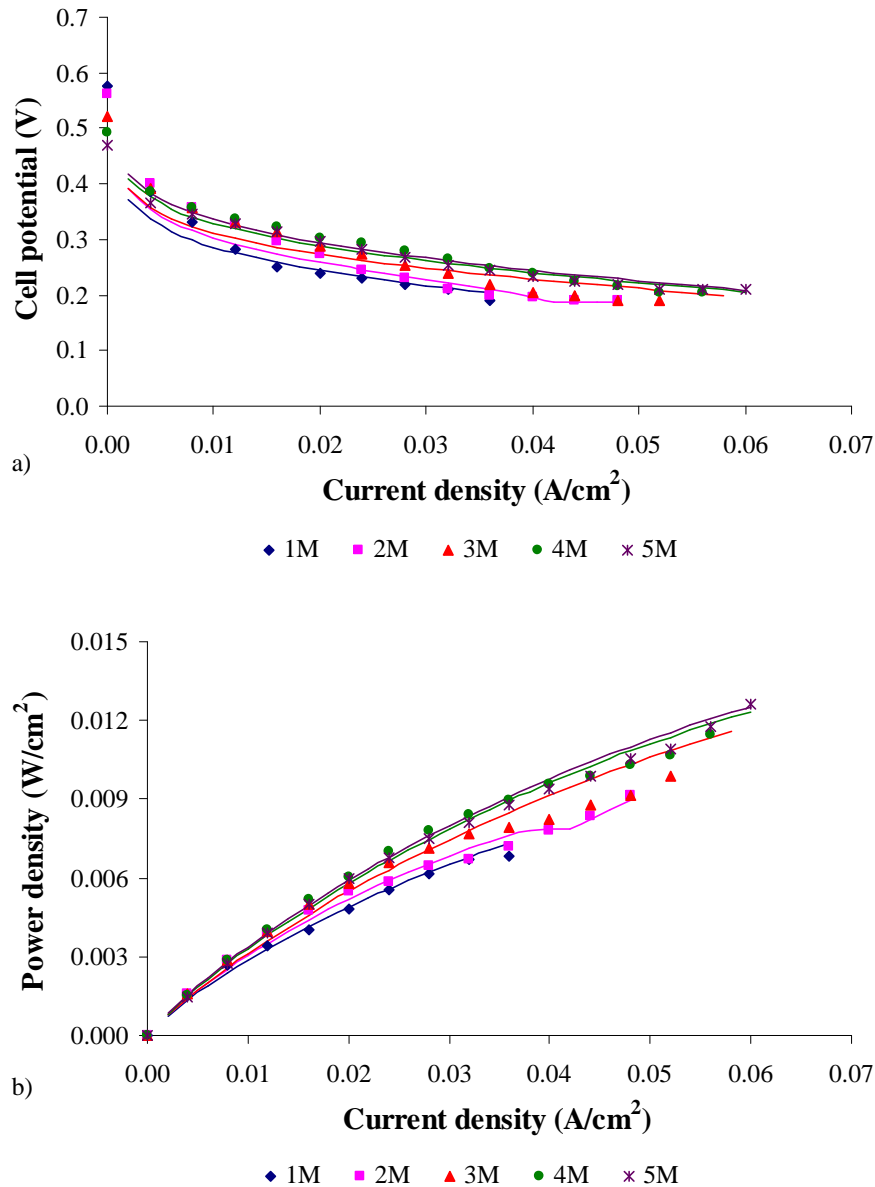 0.7
0.6
0.5
0.4
0.3
0.2
0.1
0.0
Cell potential (V)
0.00 0.01 0.02 0.03 0.04 0.05 0.06 0.07
a)
Current density (A/cm²)
1M 2M 3M 4M 5M
0.015
0.012
0.009
0.006
0.003
0.000
Power density (W/cm²)
0.00 0.01 0.02 0.03 0.04 0.05 0.06 0.07
b)
Current density (A/cm²)
1M 2M 3M 4M 5M